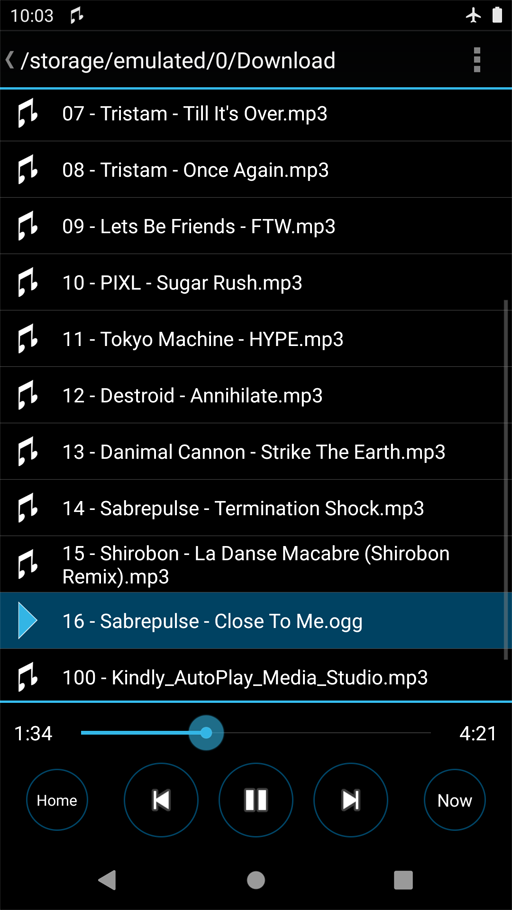 10:03
/storage/emulated/0/Download
07 - Tristam - Till It's Over.mp3
08 - Tristam - Once Again.mp3
09 - Lets Be Friends - FTW.mp3
10 - PIXL - Sugar Rush.mp3
11 - Tokyo Machine - HYPE.mp3
12 - Destroid - Annihilate.mp3
13 - Danimal Cannon - Strike The Earth.mp3
14 - Sabrepulse - Termination Shock.mp3
15 - Shirobon - La Danse Macabre (Shirobon
Remix).mp3
16 - Sabrepulse - Close To Me.ogg
100 - Kindly_AutoPlay_Media_Studio.mp3
1:34 4:21
Home Now